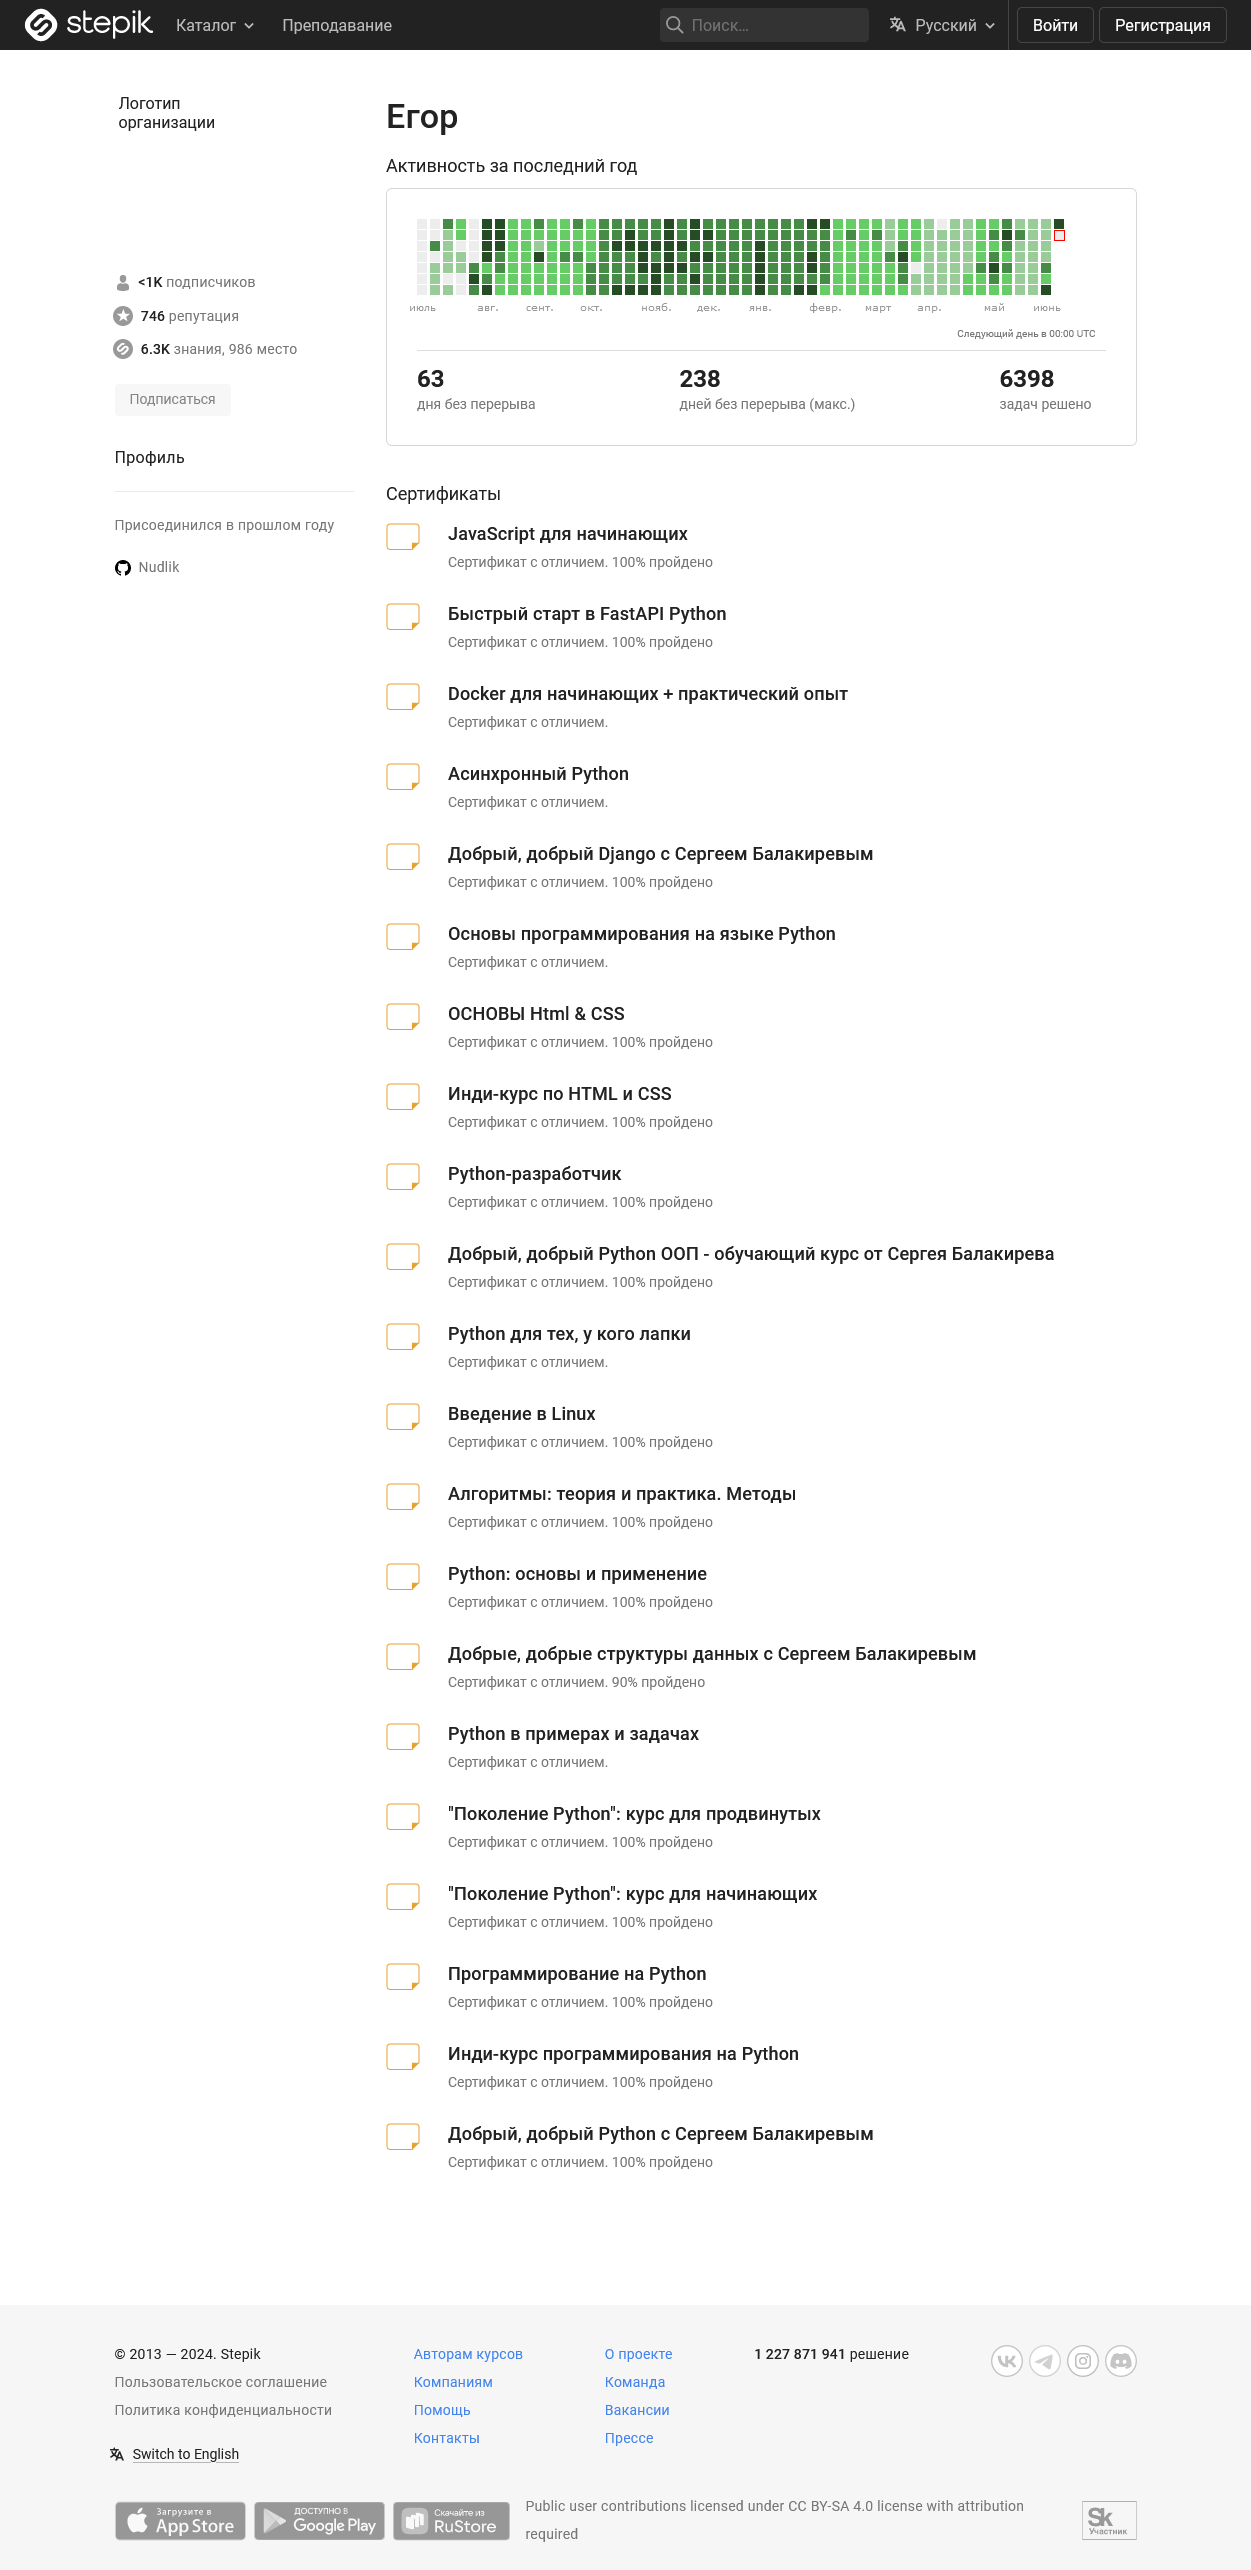 stepik Каталог Преподавание Поиск... Русский Войти Регистрация
Логотип
организации
<1K подписчиков
746 репутация
6.3K знания, 986 место
Подписаться
Профиль
Присоединился в прошлом году
Nudlik
Егор
Активность за последний год
июль авг. сент. окт. нояб. дек. янв. февр. март апр. май июнь
Следующий день в 00:00 UTC
63 238 6398
дня без перерыва дней без перерыва (макс.) задач решено
Сертификаты
JavaScript для начинающих
Сертификат с отличием. 100% пройдено
Быстрый старт в FastAPI Python
Сертификат с отличием. 100% пройдено
Docker для начинающих + практический опыт
Сертификат с отличием.
Асинхронный Python
Сертификат с отличием.
Добрый, добрый Django с Сергеем Балакиревым
Сертификат с отличием. 100% пройдено
Основы программирования на языке Python
Сертификат с отличием.
ОСНОВЫ Html & CSS
Сертификат с отличием. 100% пройдено
Инди-курс по HTML и CSS
Сертификат с отличием. 100% пройдено
Python-разработчик
Сертификат с отличием. 100% пройдено
Добрый, добрый Python ООП - обучающий курс от Сергея Балакирева
Сертификат с отличием. 100% пройдено
Python для тех, у кого лапки
Сертификат с отличием.
Введение в Linux
Сертификат с отличием. 100% пройдено
Алгоритмы: теория и практика. Методы
Сертификат с отличием. 100% пройдено
Python: основы и применение
Сертификат с отличием. 100% пройдено
Добрые, добрые структуры данных с Сергеем Балакиревым
Сертификат с отличием. 90% пройдено
Python в примерах и задачах
Сертификат с отличием.
"Поколение Python": курс для продвинутых
Сертификат с отличием. 100% пройдено
"Поколение Python": курс для начинающих
Сертификат с отличием. 100% пройдено
Программирование на Python
Сертификат с отличием. 100% пройдено
Инди-курс программирования на Python
Сертификат с отличием. 100% пройдено
Добрый, добрый Python с Сергеем Балакиревым
Сертификат с отличием. 100% пройдено
© 2013 — 2024. Stepik
Пользовательское соглашение
Политика конфиденциальности
Switch to English
Авторам курсов
Компаниям
Помощь
Контакты
О проекте
Команда
Вакансии
Прессе
1 227 871 941 решение
Загрузите в
App Store
ДОСТУПНО В
Google Play
Скачайте из
RuStore
Public user contributions licensed under CC BY-SA 4.0 license with attribution
required
Sk
Участник